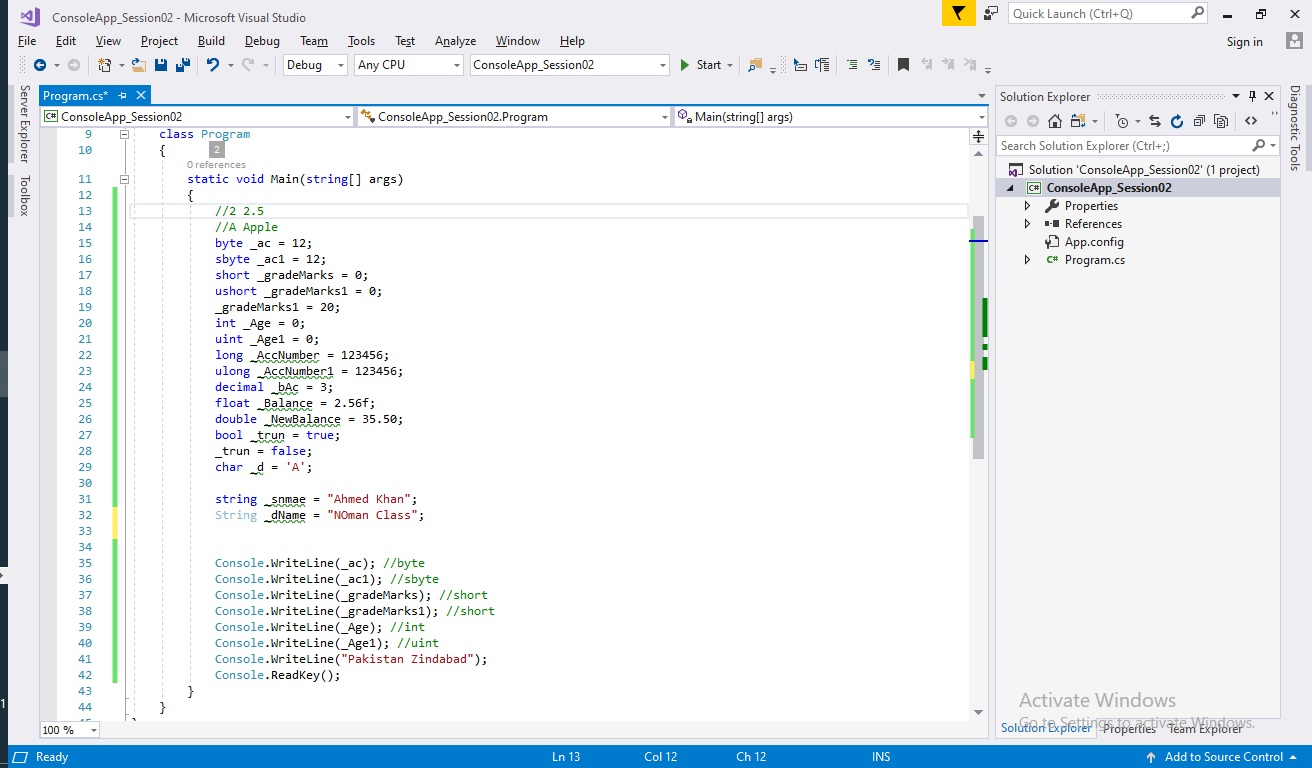 ConsoleApp_Session02 - Microsoft Visual Studio
Quick Launch (Ctrl+Q)
File Edit View Project Build Debug Team Tools Test Analyze Window Help
Sign in
Debug Any CPU ConsoleApp_Session02 Start
Server Explorer
Toolbox
Program.cs*
C# ConsoleApp_Session02 ConsoleApp_Session02.Program Main(string[] args)
9 class Program
10 {
2
0 references
11 static void Main(string[] args)
12 {
13 //2 2.5
14 //A Apple
15 byte _ac = 12;
16 sbyte _ac1 = 12;
17 short _gradeMarks = 0;
18 ushort _gradeMarks1 = 0;
19 _gradeMarks1 = 20;
20 int _Age = 0;
21 uint _Age1 = 0;
22 long _AccNumber = 123456;
23 ulong _AccNumber1 = 123456;
24 decimal _bAc = 3;
25 float _Balance = 2.56f;
26 double _NewBalance = 35.50;
27 bool _trun = true;
28 _trun = false;
29 char _d = 'A';
30
31 string _snmae = "Ahmed Khan";
32 String _dName = "NOman Class";
33
34
35 Console.WriteLine(_ac); //byte
36 Console.WriteLine(_ac1); //sbyte
37 Console.WriteLine(_gradeMarks); //short
38 Console.WriteLine(_gradeMarks1); //short
39 Console.WriteLine(_Age); //int
40 Console.WriteLine(_Age1); //uint
41 Console.WriteLine("Pakistan Zindabad");
42 Console.ReadKey();
43 }
44 }
100 %
Solution Explorer
Search Solution Explorer (Ctrl+;)
Solution 'ConsoleApp_Session02' (1 project)
C# ConsoleApp_Session02
Properties
References
App.config
C# Program.cs
Diagnostic Tools
Activate Windows
Go to Settings to activate Windows.
Solution Explorer Properties Team Explorer
Ready Ln 13 Col 12 Ch 12 INS Add to Source Control